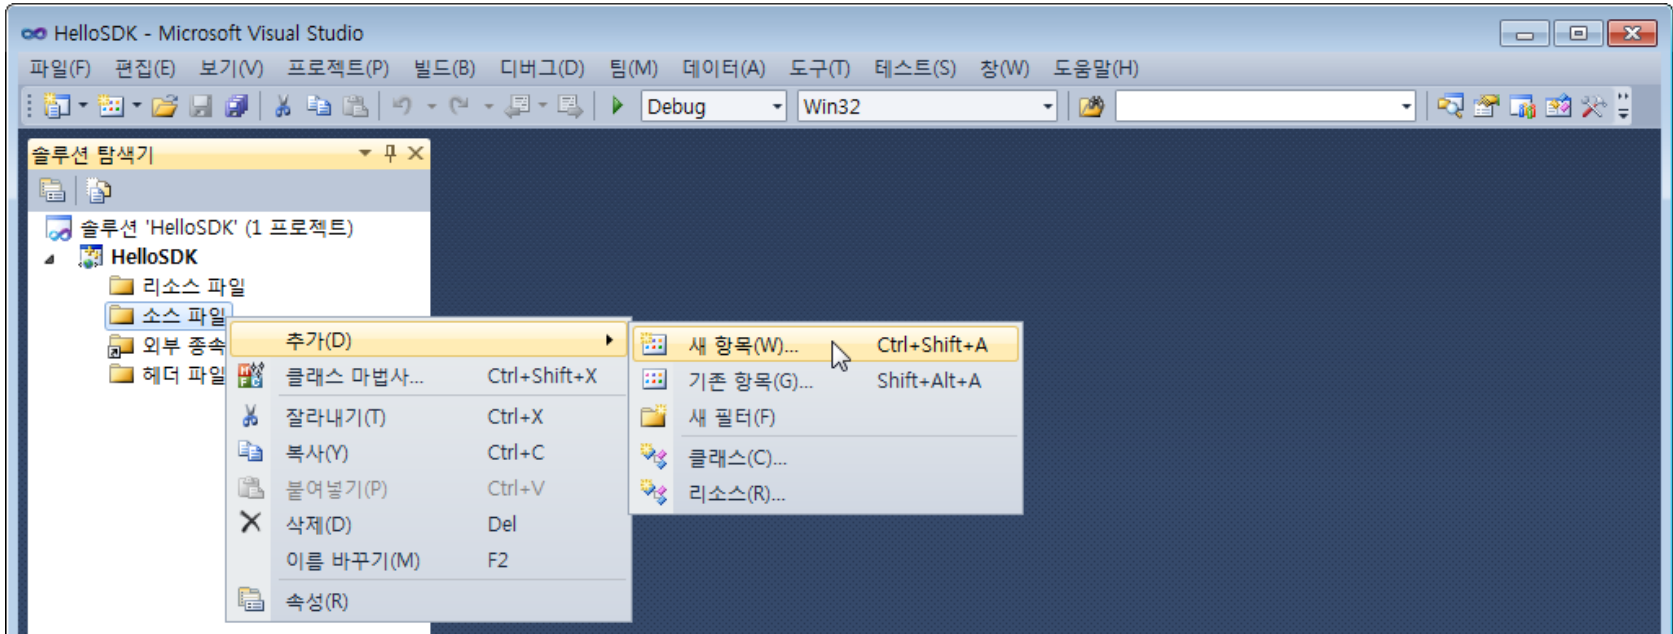 HelloSDK - Microsoft Visual Studio
파일(F) 편집(E) 보기(V) 프로젝트(P) 빌드(B) 디버그(D) 팀(M) 데이터(A) 도구(T) 테스트(S) 창(W) 도움말(H)
Debug Win32
솔루션 탐색기
솔루션 'HelloSDK' (1 프로젝트)
HelloSDK
리소스 파일
소스 파일
외부 종속
헤더 파일
추가(D)
클래스 마법사... Ctrl+Shift+X
잘라내기(T) Ctrl+X
복사(Y) Ctrl+C
붙여넣기(P) Ctrl+V
삭제(D) Del
이름 바꾸기(M) F2
속성(R)
새 항목(W)... Ctrl+Shift+A
기존 항목(G)... Shift+Alt+A
새 필터(F)
클래스(C)...
리소스(R)...